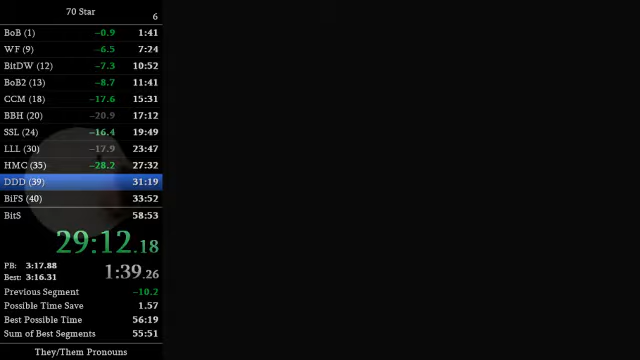 70 Star
6
BoB (1) −0.9 1:41
WF (9) −6.5 7:24
BitDW (12) −7.3 10:52
BoB2 (13) −8.7 11:41
CCM (18) −17.6 15:31
BBH (20) −20.9 17:12
SSL (24) −16.4 19:49
LLL (30) −17.9 23:47
HMC (35) −28.2 27:32
DDD (39) 31:19
BiFS (40) 33:52
BitS 58:53
29:12.18
PB: 3:17.88
Best: 3:16.31
1:39.26
Previous Segment −10.2
Possible Time Save 1.57
Best Possible Time 56:19
Sum of Best Segments 55:51
They/Them Pronouns